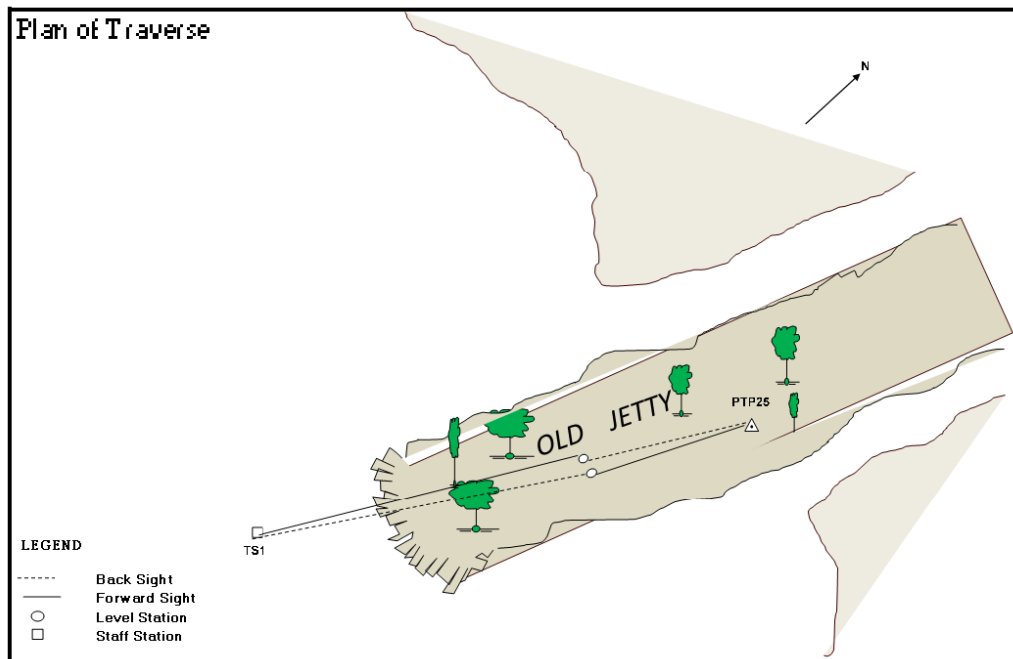 Plan of Traverse
N
OLD JETTY
PTP25
TS1
LEGEND
Back Sight
Forward Sight
Level Station
Staff Station